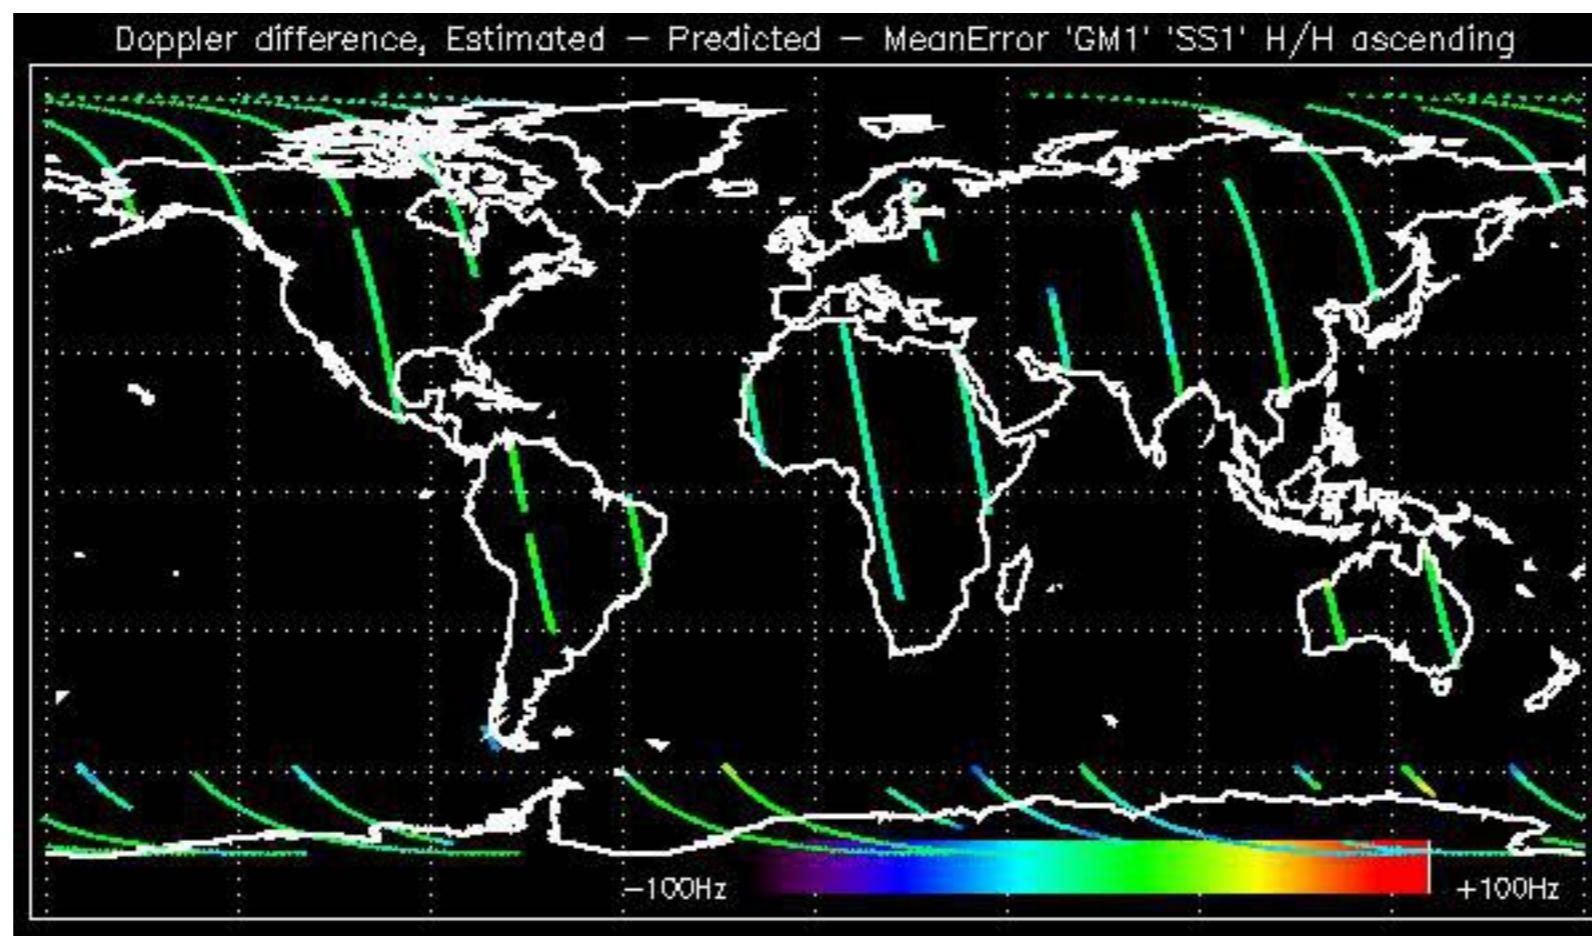 Doppler difference, Estimated – Predicted – MeanError 'GM1' 'SS1' H/H ascending
–100Hz +100Hz